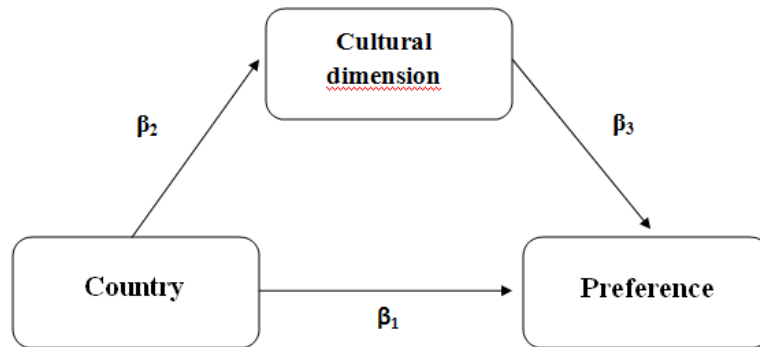 Cultural
dimension
β₂
β₃
Country
Preference
β₁